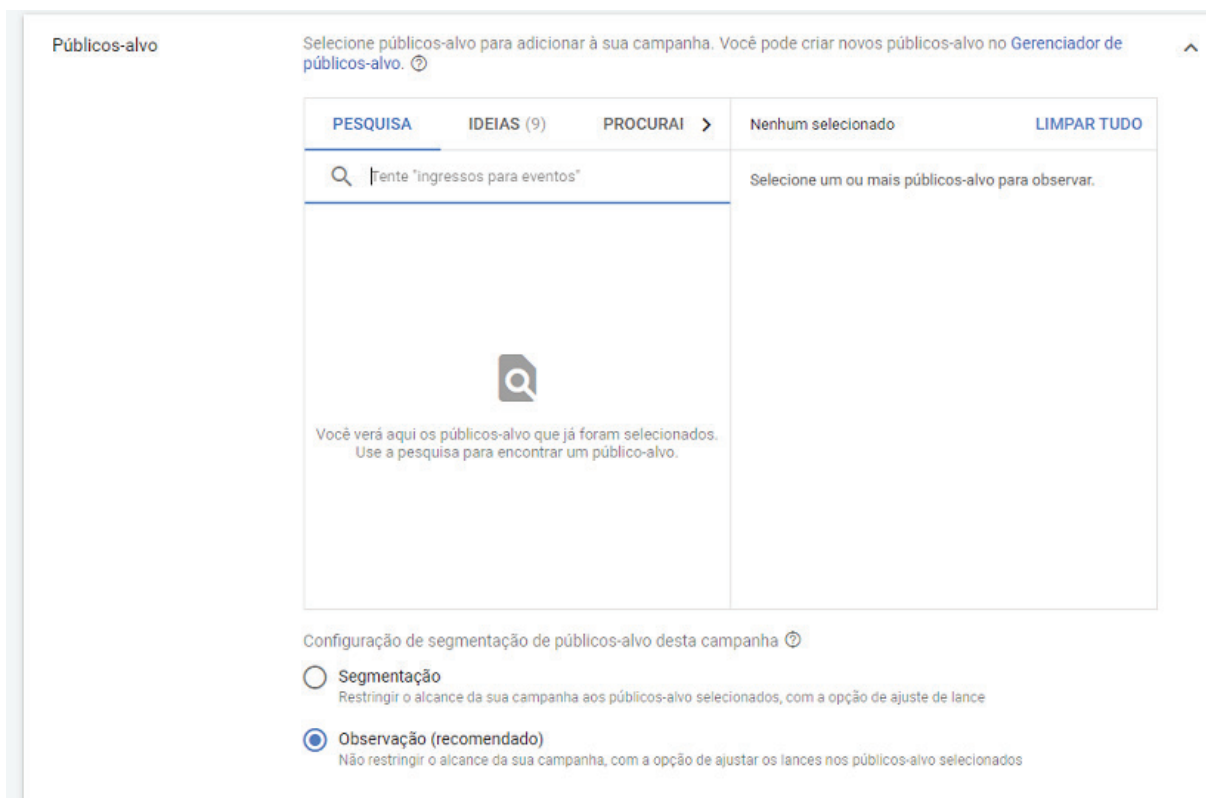 Públicos-alvo
Selecione públicos-alvo para adicionar à sua campanha. Você pode criar novos públicos-alvo no Gerenciador de
públicos-alvo.
PESQUISA IDEIAS (9) PROCURAI
Tente "ingressos para eventos"
Você verá aqui os públicos-alvo que já foram selecionados.
Use a pesquisa para encontrar um público-alvo.
Nenhum selecionado LIMPAR TUDO
Selecione um ou mais públicos-alvo para observar.
Configuração de segmentação de públicos-alvo desta campanha
Segmentação
Restringir o alcance da sua campanha aos públicos-alvo selecionados, com a opção de ajuste de lance
Observação (recomendado)
Não restringir o alcance da sua campanha, com a opção de ajustar os lances nos públicos-alvo selecionados